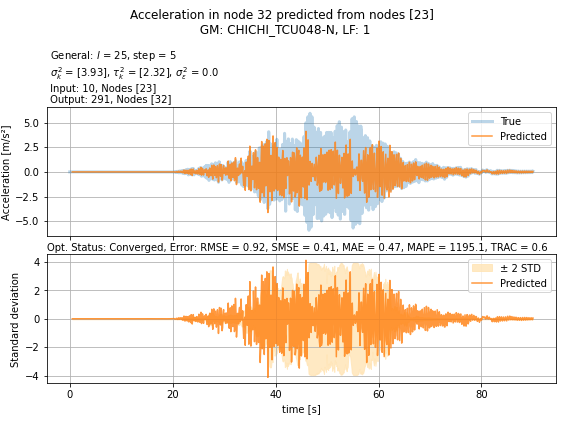 Acceleration in node 32 predicted from nodes [23]
GM: CHICHI_TCU048-N, LF: 1
General: l = 25, step = 5
σ²ₖ = [3.93], τ²ₖ = [2.32], σ²ε = 0.0
Input: 10, Nodes [23]
Output: 291, Nodes [32]
Acceleration [m/s²]
5.0
2.5
0.0
−2.5
−5.0
True
Predicted
Opt. Status: Converged, Error: RMSE = 0.92, SMSE = 0.41, MAE = 0.47, MAPE = 1195.1, TRAC = 0.6
Standard deviation
4
2
0
−2
−4
± 2 STD
Predicted
0 20 40 60 80
time [s]